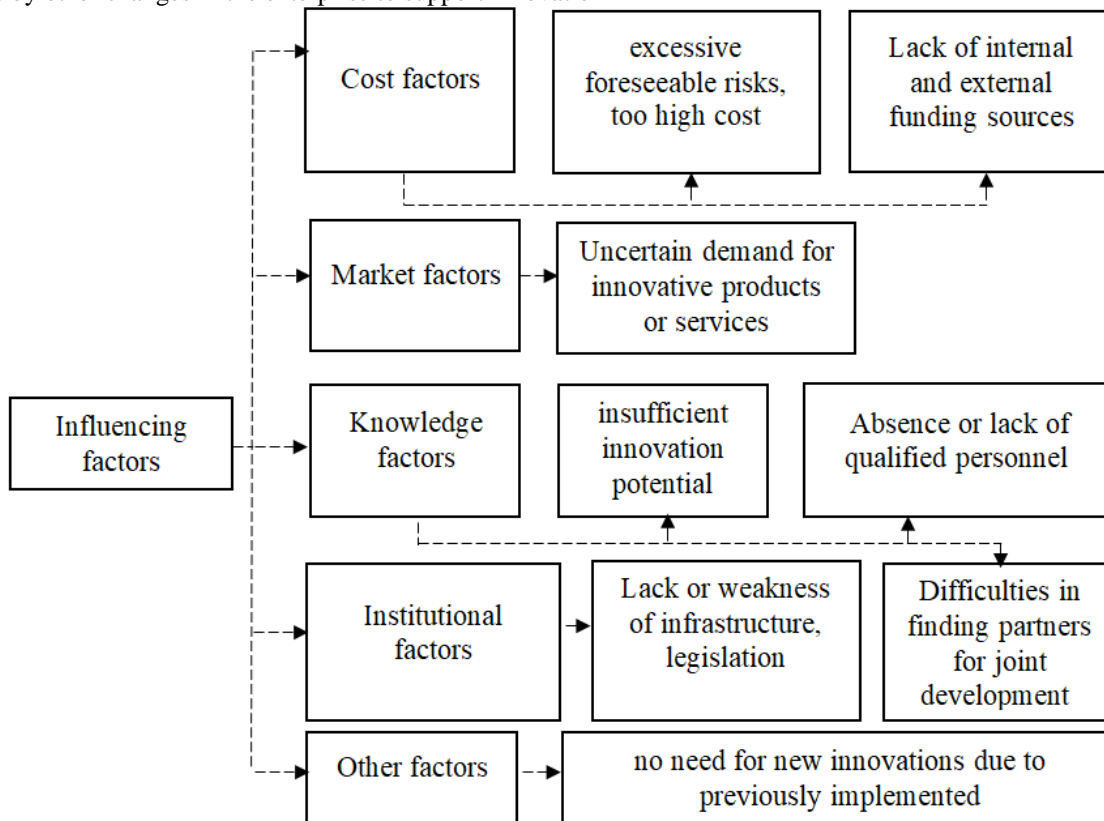 Cost factors
excessive
foreseeable risks,
too high cost
Lack of internal
and external
funding sources
Market factors
Uncertain demand for
innovative products
or services
Influencing
factors
Knowledge
factors
insufficient
innovation
potential
Absence or lack of
qualified personnel
Institutional
factors
Lack or weakness
of infrastructure,
legislation
Difficulties in
finding partners
for joint
development
Other factors
no need for new innovations due to
previously implemented